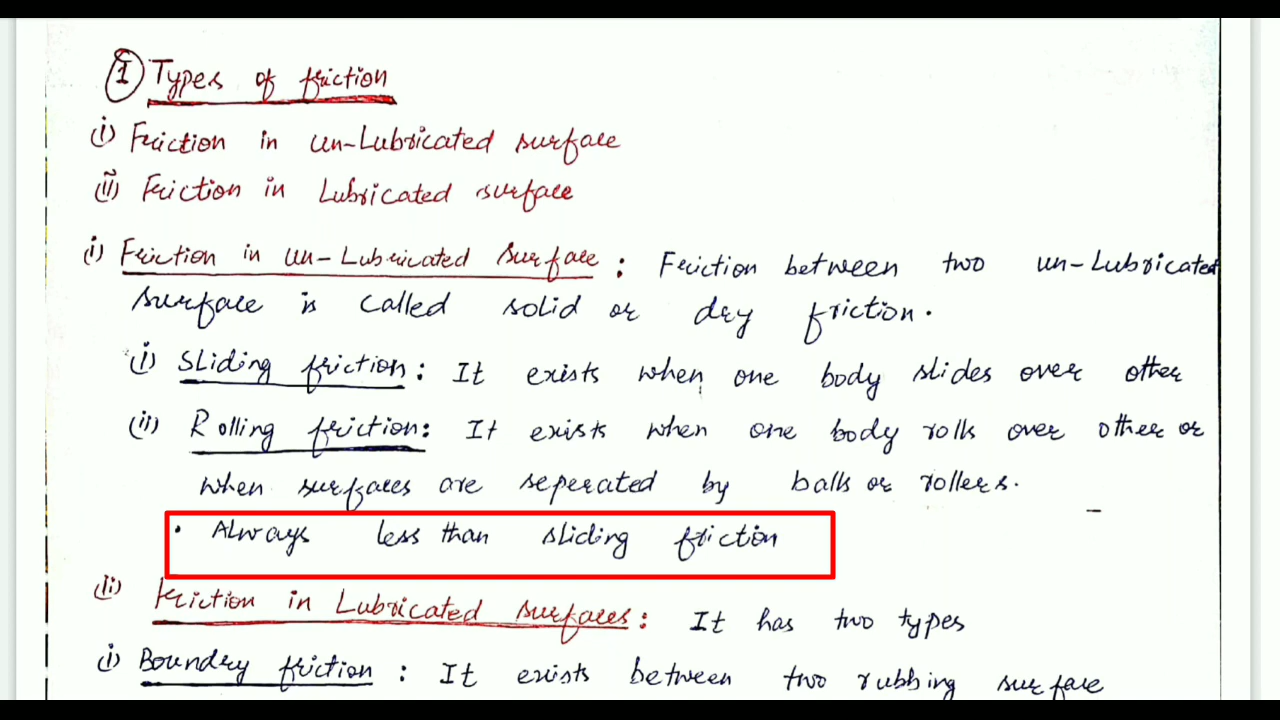 I Types of friction
(i) Friction in un-Lubricated surface
(ii) Friction in Lubricated surface
(i) Friction in un-Lubricated surface : Friction between two un-Lubricated
surface is called solid or dry friction.
(i) Sliding friction : It exists when one body slides over other
(ii) Rolling friction: It exists when one body rolls over other or
when surfaces are seperated by balls or rollers.
• Always less than sliding friction
(ii) Friction in Lubricated surfaces : It has two types
(i) Boundry friction : It exists between two rubbing surface